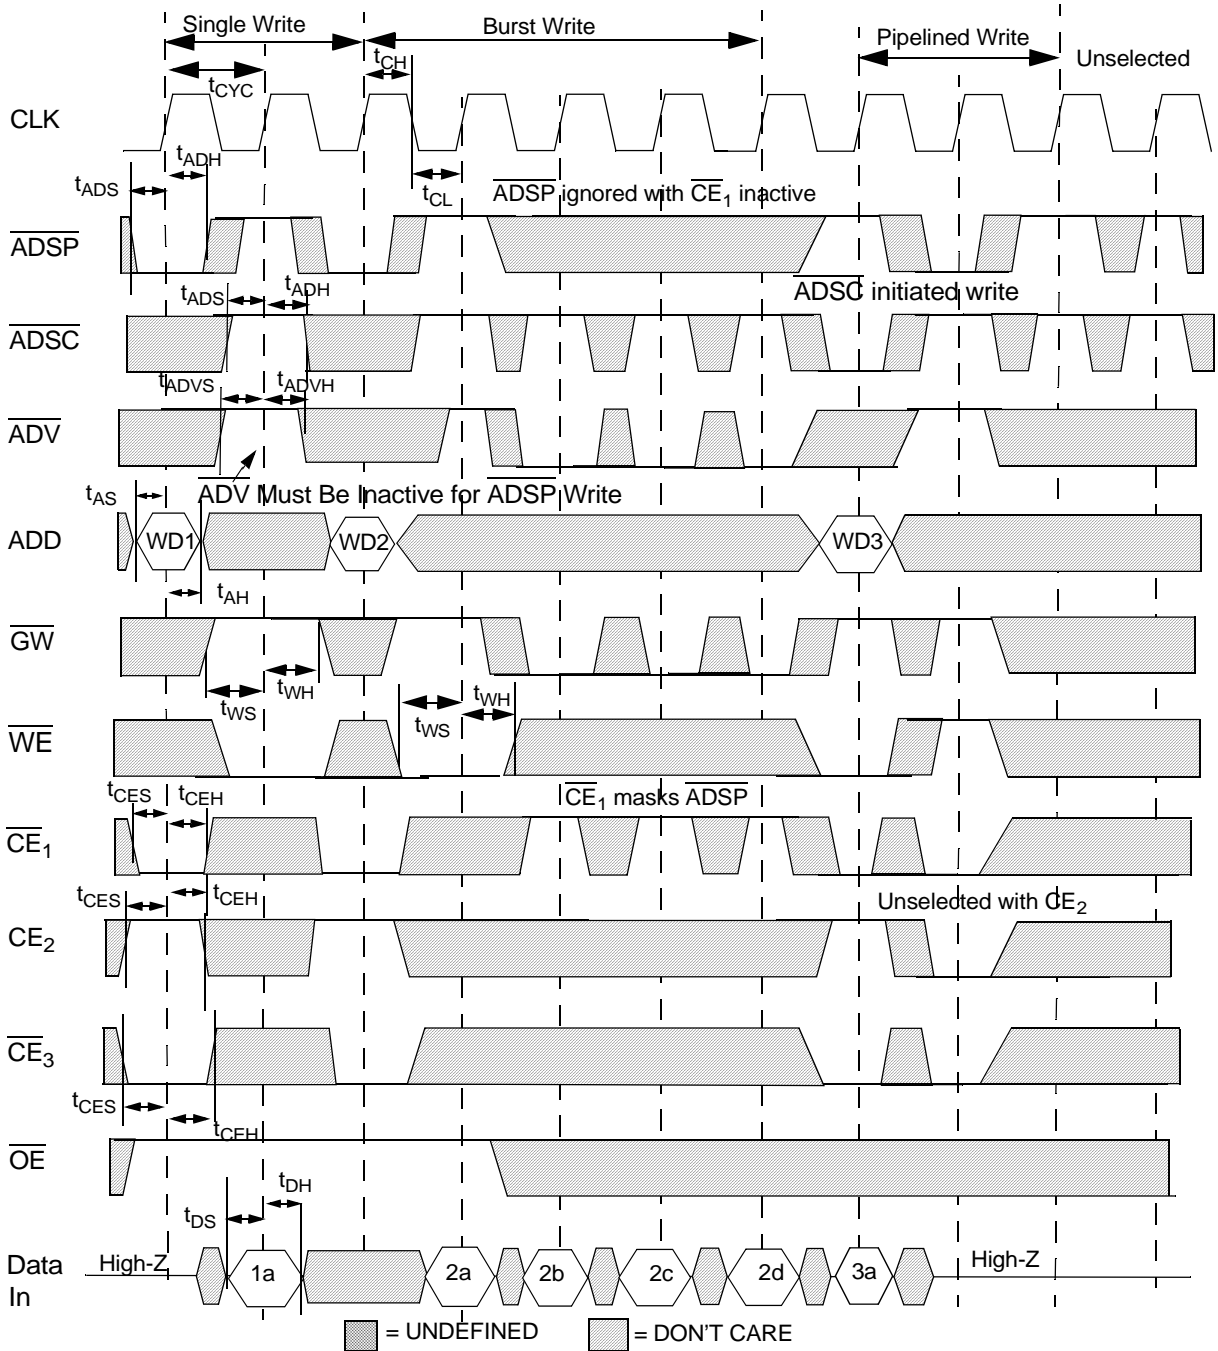 Single Write
Burst Write
Pipelined Write
Unselected
tCH
tCYC
CLK
tADH
tADS
tCL
ADSP ignored with CE1 inactive
ADSP
tADS
tADH
ADSC initiated write
ADSC
tADVS
tADVH
ADV
ADV Must Be Inactive for ADSP Write
tAS
ADD
WD1
WD2
WD3
tAH
GW
tWH
tWS
tWH
tWS
WE
tCES
tCEH
CE1 masks ADSP
CE1
tCES
tCEH
Unselected with CE2
CE2
CE3
tCES
tCEH
OE
tDH
tDS
Data In
High-Z
1a
2a
2b
2c
2d
3a
High-Z
= UNDEFINED
= DON'T CARE